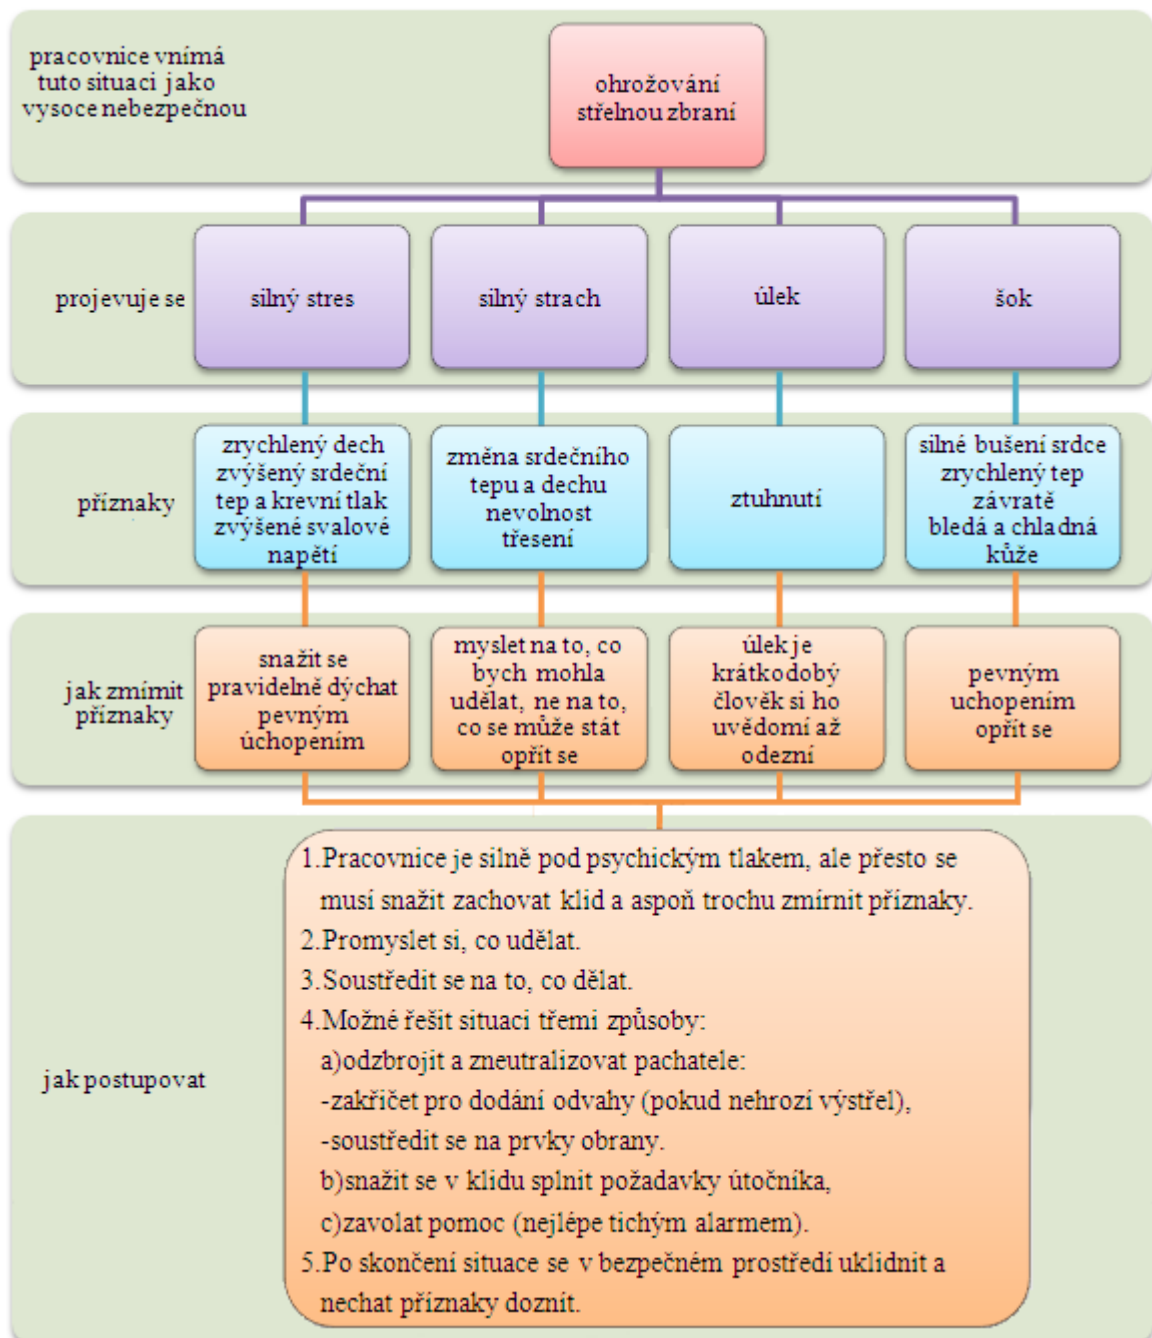 pracovnice vnímá
tuto situaci jako
vysoce nebezpečnou
ohrožování
střelnou zbraní
projevuje se
silný stres
silný strach
úlek
šok
příznaky
zrychlený dech
zvýšený srdeční
tep a krevní tlak
zvýšené svalové
napětí
změna srdečního
tepu a dechu
nevolnost
třesení
ztuhnutí
silné bušení srdce
zrychlený tep
závratě
bledá a chladná
kůže
jak zmímit
příznaky
snažit se
pravidelně dýchat
pevným
úchopením
myslet na to, co
bych mohla
udělat, ne na to,
co se může stát
opřít se
úlek je
krátkodobý
člověk si ho
uvědomí až
odezní
pevným
uchopením
opřít se
jak postupovat
1.Pracovnice je silně pod psychickým tlakem, ale přesto se
musí snažit zachovat klid a aspoň trochu zmírnit příznaky.
2.Promyslet si, co udělat.
3.Soustředit se na to, co dělat.
4.Možné řešit situaci třemi způsoby:
a)odzbrojit a zneutralizovat pachatele:
-zakřičet pro dodání odvahy (pokud nehrozí výstřel),
-soustředit se na prvky obrany.
b)snažit se v klidu splnit požadavky útočníka,
c)zavolat pomoc (nejlépe tichým alarmem).
5.Po skončení situace se v bezpečném prostředí uklidnit a
nechat příznaky doznít.